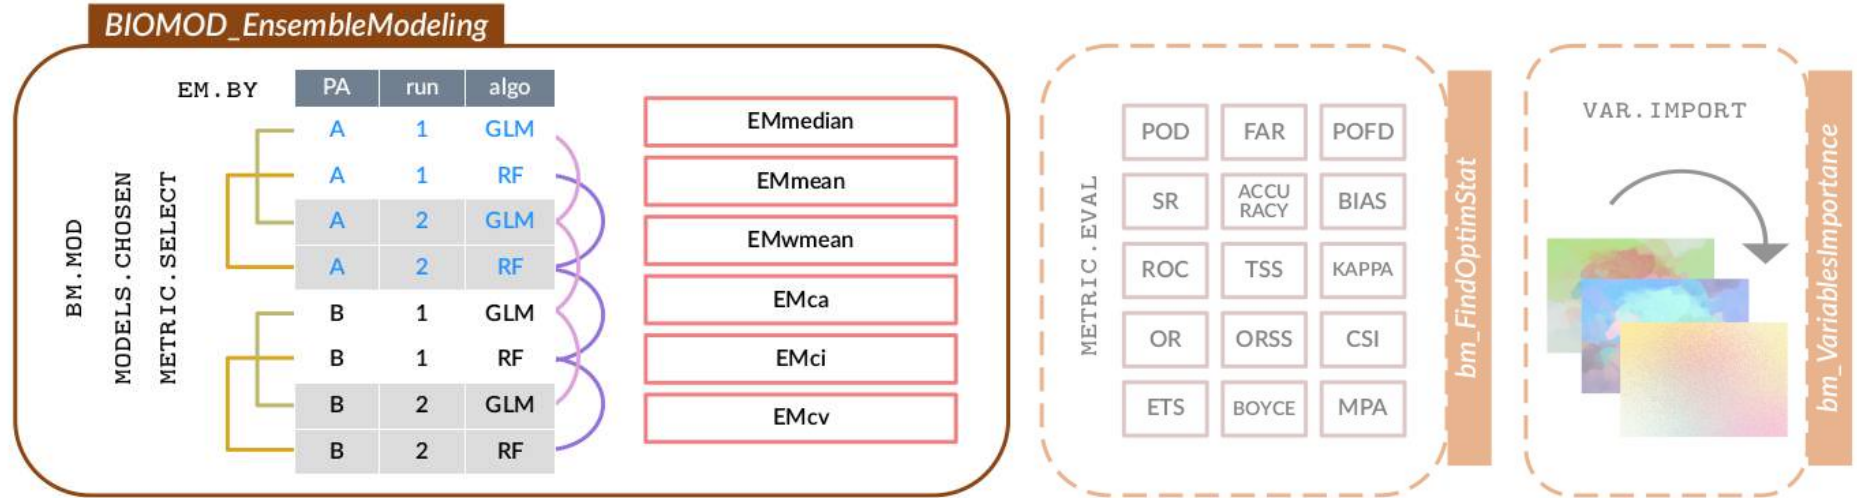 BIOMOD_EnsembleModeling
EM.BY
PA run algo
A 1 GLM
A 1 RF
A 2 GLM
A 2 RF
B 1 GLM
B 1 RF
B 2 GLM
B 2 RF
BM.MOD
MODELS.CHOSEN
METRIC.SELECT
EMmedian
EMmean
EMwmean
EMca
EMci
EMcv
METRIC.EVAL
POD FAR POFD
SR ACCU
RACY BIAS
ROC TSS KAPPA
OR ORSS CSI
ETS BOYCE MPA
bm_FindOptimStat
VAR.IMPORT
bm_VariablesImportance